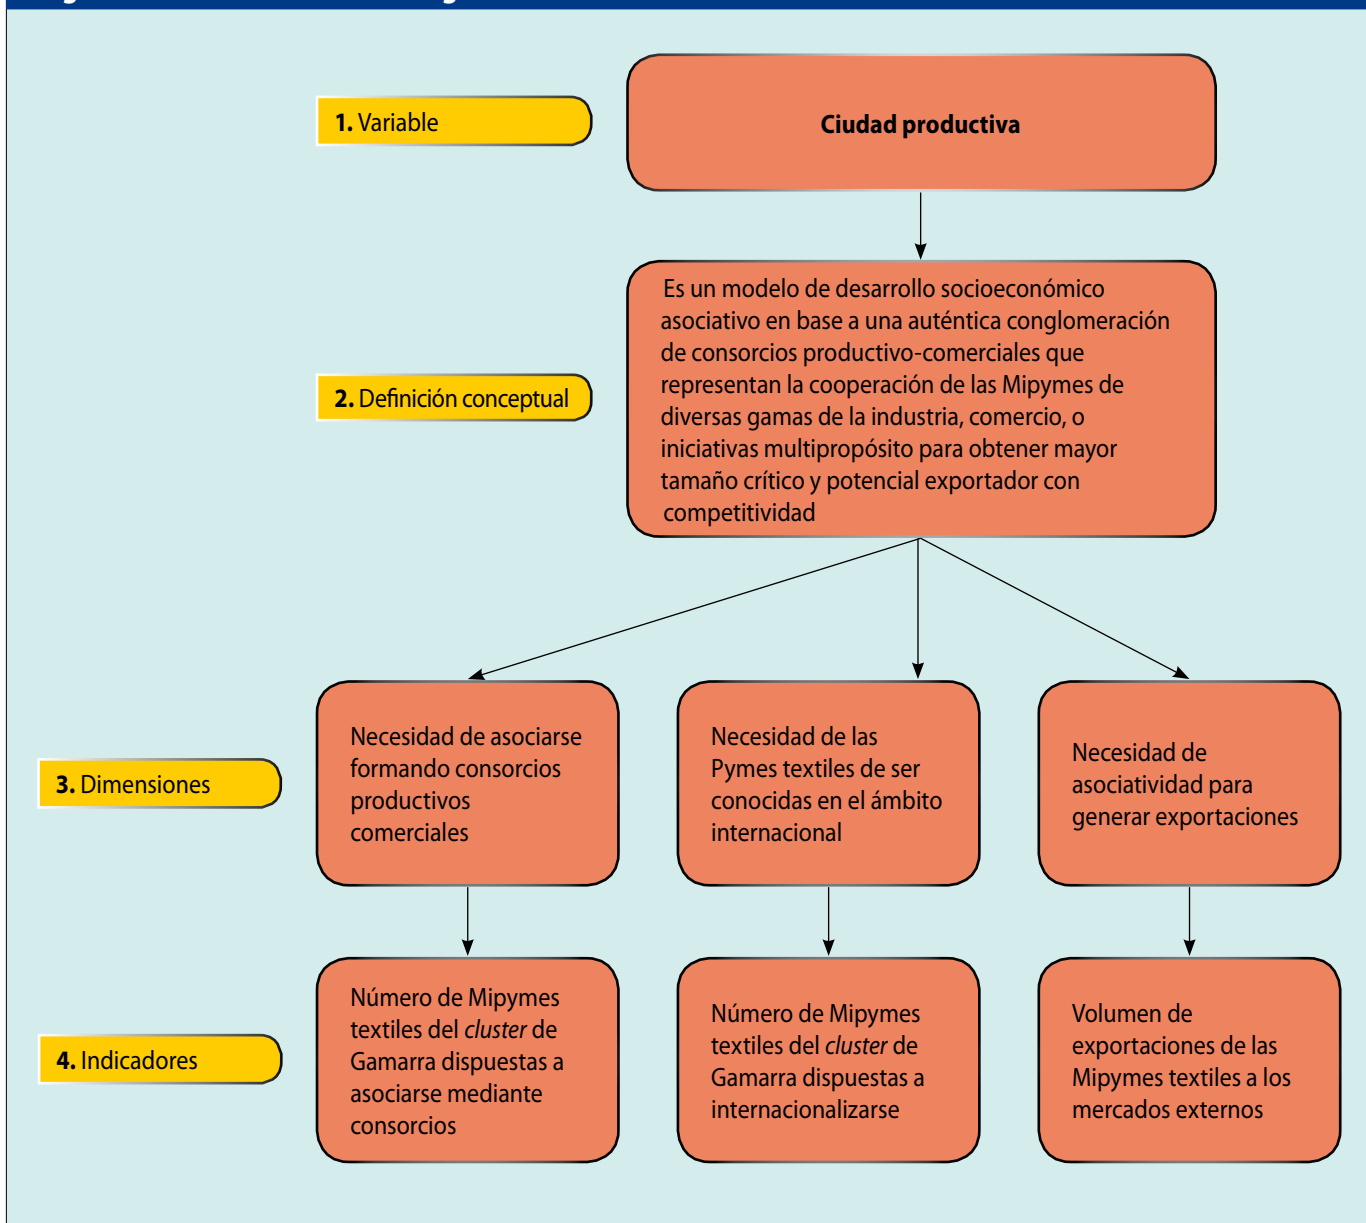 1. Variable
Ciudad productiva
2. Definición conceptual
Es un modelo de desarrollo socioeconómico
asociativo en base a una auténtica conglomeración
de consorcios productivo-comerciales que
representan la cooperación de las Mipymes de
diversas gamas de la industria, comercio, o
iniciativas multipropósito para obtener mayor
tamaño crítico y potencial exportador con
competitividad
3. Dimensiones
Necesidad de asociarse
formando consorcios
productivos
comerciales
Necesidad de las
Pymes textiles de ser
conocidas en el ámbito
internacional
Necesidad de
asociatividad para
generar exportaciones
4. Indicadores
Número de Mipymes
textiles del cluster de
Gamarra dispuestas a
asociarse mediante
consorcios
Número de Mipymes
textiles del cluster de
Gamarra dispuestas a
internacionalizarse
Volumen de
exportaciones de las
Mipymes textiles a los
mercados externos